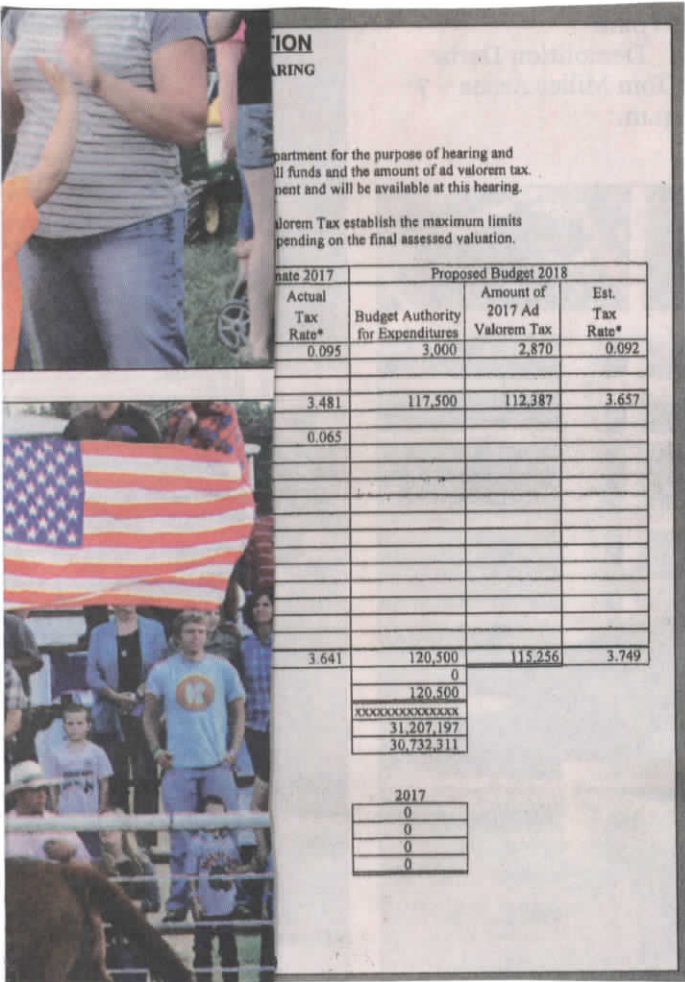 TION
ARING
partment for the purpose of hearing and
ll funds and the amount of ad valorem tax.
nent and will be available at this hearing.
alorem Tax establish the maximum limits
pending on the final assessed valuation.
nate 2017 Proposed Budget 2018
Actual Tax Rate* Budget Authority for Expenditures Amount of 2017 Ad Valorem Tax Est. Tax Rate*
0.095 3,000 2,870 0.092
3.481 117,500 112,387 3.657
0.065
3.641 120,500 115,256 3.749
0
120,500
xxxxxxxxxxxxxx
31,207,197
30,732,311
2017
0
0
0
0